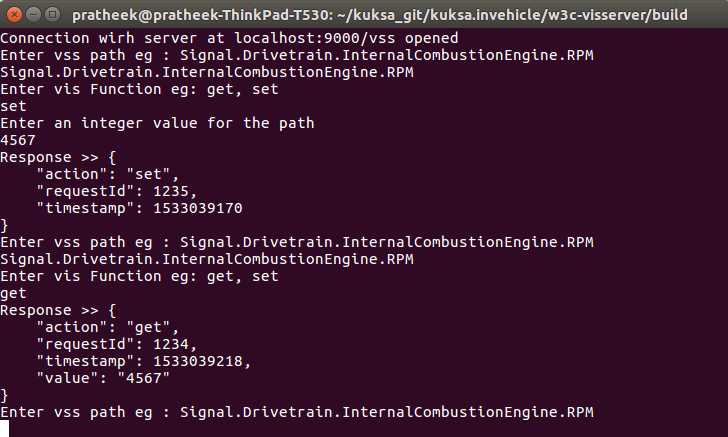 pratheek@pratheek-ThinkPad-T530: ~/kuksa_git/kuksa.invehicle/w3c-visserver/build
Connection wirh server at localhost:9000/vss opened
Enter vss path eg : Signal.Drivetrain.InternalCombustionEngine.RPM
Signal.Drivetrain.InternalCombustionEngine.RPM
Enter vis Function eg: get, set
set
Enter an integer value for the path
4567
Response >> {
    "action": "set",
    "requestId": 1235,
    "timestamp": 1533039170
}
Enter vss path eg : Signal.Drivetrain.InternalCombustionEngine.RPM
Signal.Drivetrain.InternalCombustionEngine.RPM
Enter vis Function eg: get, set
get
Response >> {
    "action": "get",
    "requestId": 1234,
    "timestamp": 1533039218,
    "value": "4567"
}
Enter vss path eg : Signal.Drivetrain.InternalCombustionEngine.RPM